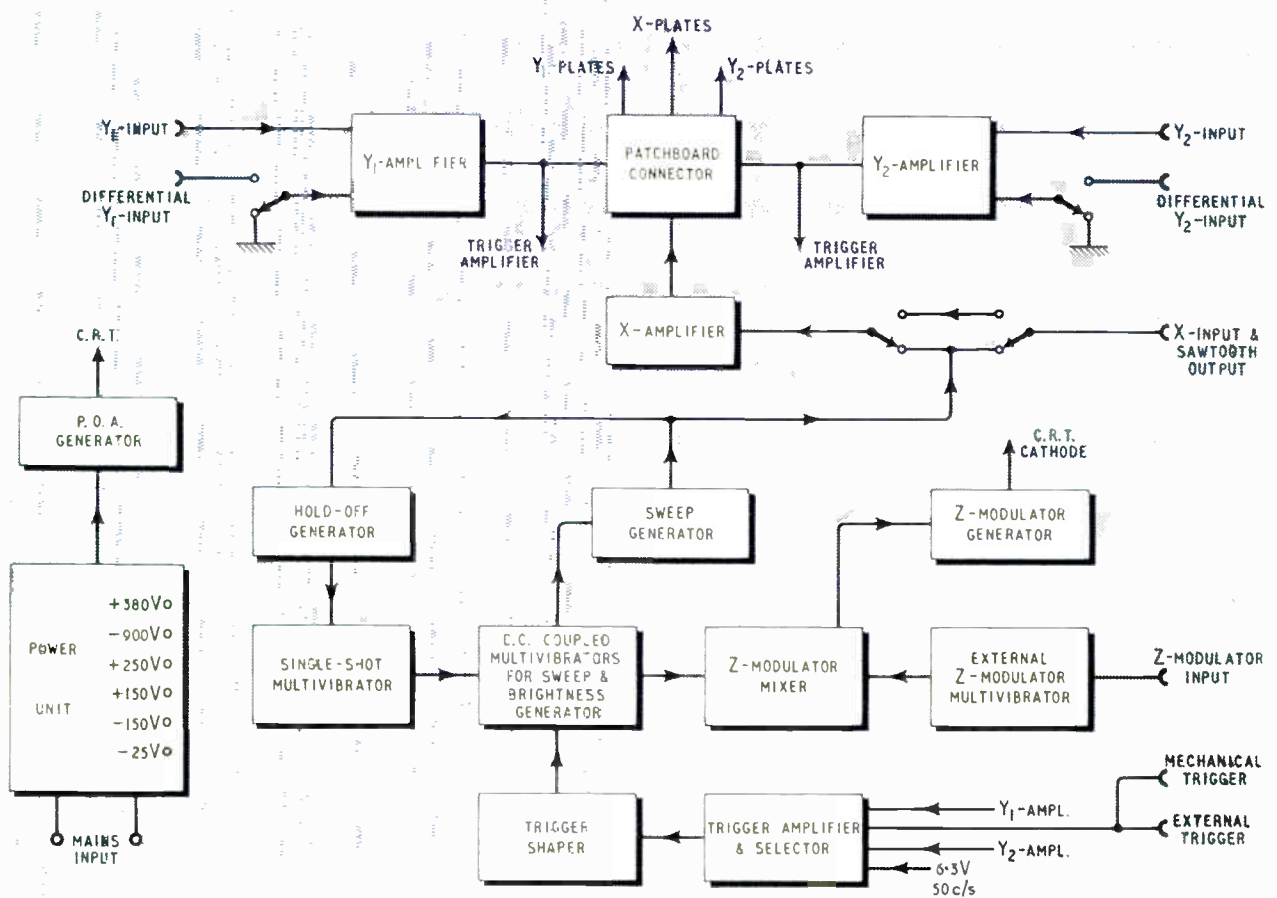 X-PLATES
Y-PLATES
Y2-PLATES
Y1-INPUT
Y1-AMPL FIER
PATCHBOARD
CONNECTOR
Y2-AMPLIFIER
Y2-INPUT
DIFFERENTIAL
Y1-INPUT
DIFFERENTIAL
Y2-INPUT
TRIGGER
AMPLIFIER
TRIGGER
AMPLIFIER
X-AMPLIFIER
X-INPUT &
SAWTOOTH
OUTPUT
C.R.T.
P.D.A.
GENERATOR
C.R.T.
CATHODE
HOLD-OFF
GENERATOR
SWEEP
GENERATOR
Z-MODULATOR
GENERATOR
POWER
UNIT
+380V
-900V
+250V
+150V
-150V
-25V
SINGLE-SHOT
MULTIVIBRATOR
E.C. COUPLED
MULTIVIBRATORS
FOR SWEEP &
BRIGHTNESS
GENERATOR
Z-MODULATOR
MIXER
EXTERNAL
Z-MODULATOR
MULTIVIBRATOR
Z-MODULATOR
INPUT
MECHANICAL
TRIGGER
EXTERNAL
TRIGGER
MAINS
INPUT
TRIGGER
SHAPER
TRIGGER AMPLIFIER
& SELECTOR
Y1-AMPL.
Y2-AMPL.
6·3V
50c/s